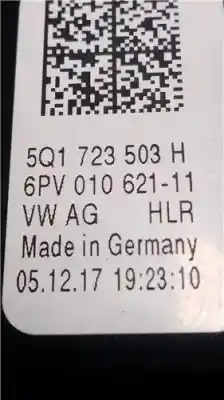 5Q1 723 503 H
6PV 010 621-11
VW AG HLR
Made in Germany
05.12.17 19:23:10